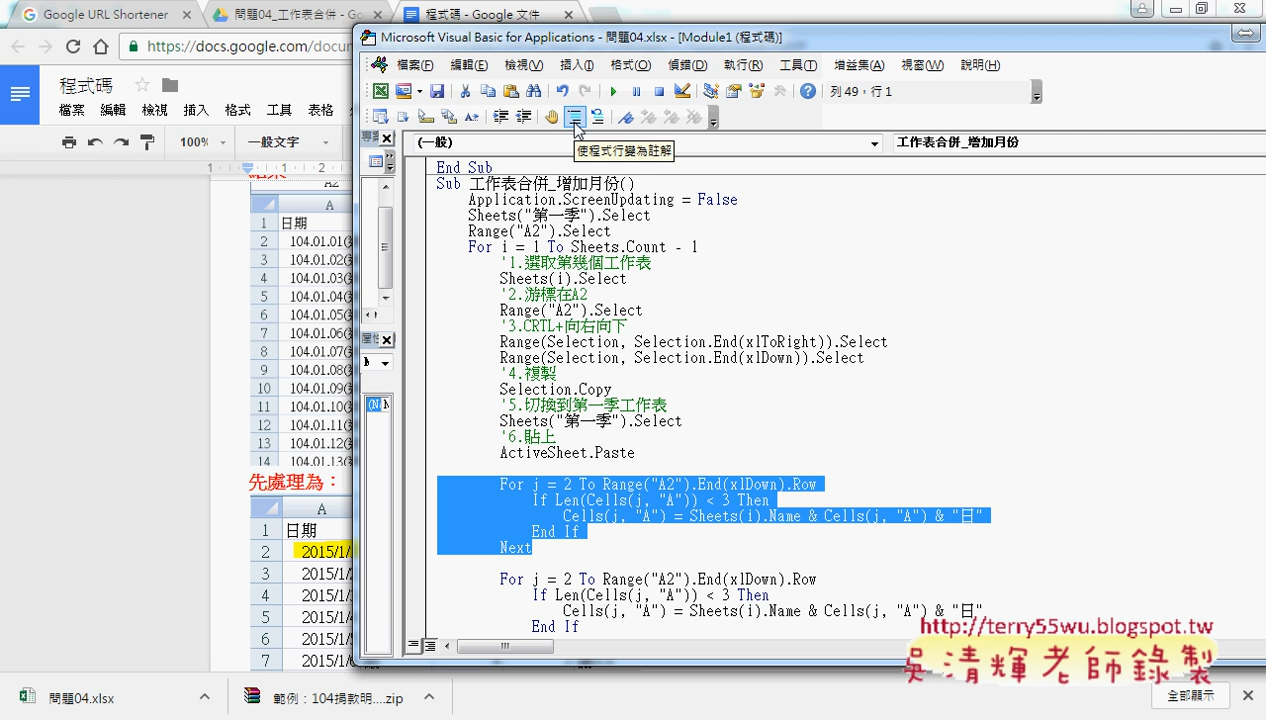 Google URL Shortener
問題04_工作表合併 - Go
程式碼 - Google 文件
https://docs.google.com/docu
程式碼
檔案 編輯 檢視 插入 格式 工具 表格
100% 一般文字
1 1 2
A2
A
1 日期
2 104.01.01(
3 104.01.02(
4 104.01.03(
5 104.01.04(
6 104.01.05(
7 104.01.06(
8 104.01.07(
9 104.01.08(
10 104.01.09(
11 104.01.10(
12 104.01.11(
13 104.01.12(
14 104.01.13(
先處理為：
A
1 日期
2 2015/1/
3 2015/1/
4 2015/1/
5 2015/1/
6 2015/1/
7 2015/1/
Microsoft Visual Basic for Applications - 問題04.xlsx - [Module1 (程式碼)]
檔案(F) 編輯(E) 檢視(V) 插入(I) 格式(O) 偵錯(D) 執行(R) 工具(T) 增益集(A) 視窗(W) 說明(H)
列 49，行 1
(一般)
工作表合併_增加月份
使程式行變為註解
End Sub
Sub 工作表合併_增加月份()
Application.ScreenUpdating = False
Sheets("第一季").Select
Range("A2").Select
For i = 1 To Sheets.Count - 1
'1.選取第幾個工作表
Sheets(i).Select
'2.游標在A2
Range("A2").Select
'3.CRTL+向右向下
Range(Selection, Selection.End(xlToRight)).Select
Range(Selection, Selection.End(xlDown)).Select
'4.複製
Selection.Copy
'5.切換到第一季工作表
Sheets("第一季").Select
'6.貼上
ActiveSheet.Paste
For j = 2 To Range("A2").End(xlDown).Row
If Len(Cells(j, "A")) < 3 Then
Cells(j, "A") = Sheets(i).Name & Cells(j, "A") & "日"
End If
Next
For j = 2 To Range("A2").End(xlDown).Row
If Len(Cells(j, "A")) < 3 Then
Cells(j, "A") = Sheets(i).Name & Cells(j, "A") & "日"
End If
http://terry55wu.blogspot.tw
吳清輝老師錄製
問題04.xlsx
範例：104捐款明....zip
全部顯示